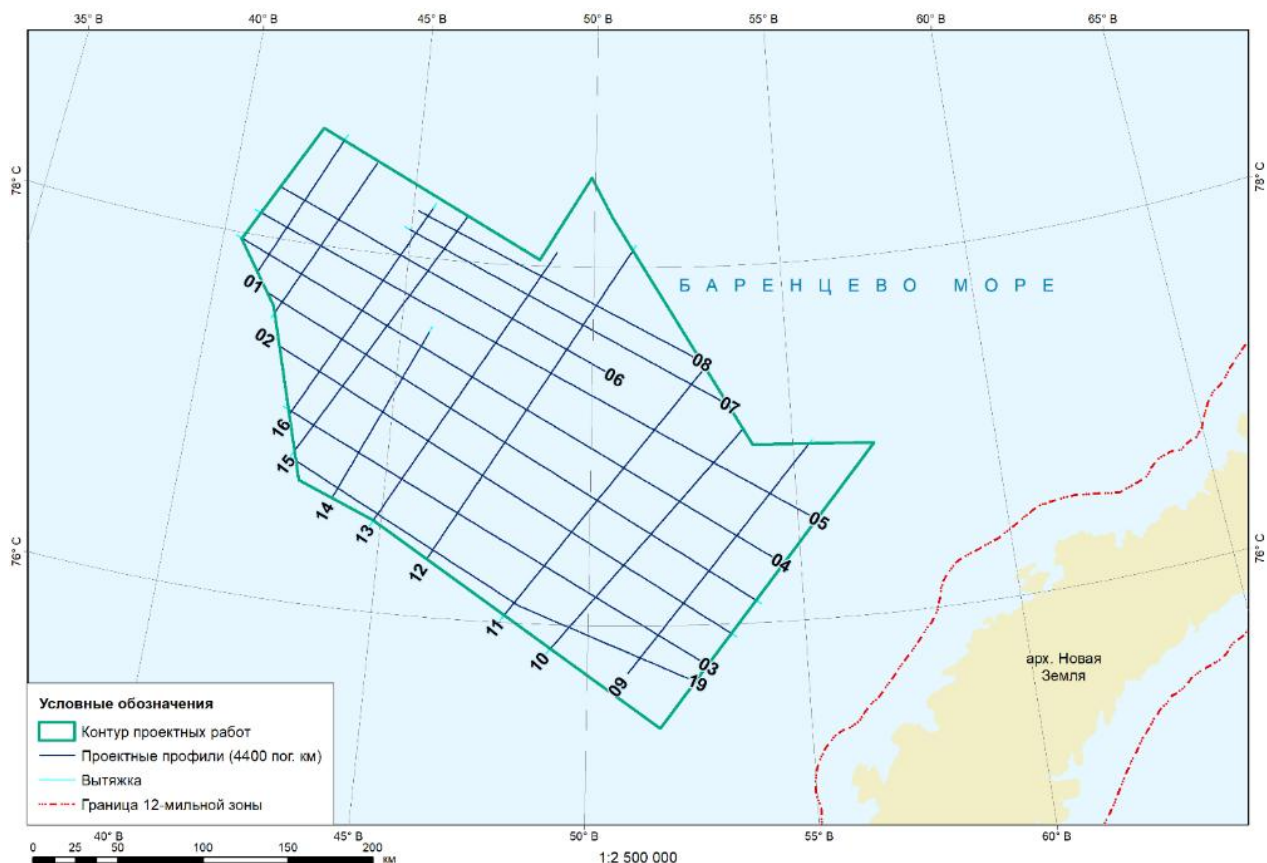 35° В
40° В
45° В
50° В
55° В
60° В
65° В
78° С
78° С
БАРЕНЦЕВО МОРЕ
01
02
08
06
07
16
15
14
13
05
12
04
76° С
76° С
11
10
03
19
09
арх. Новая
Земля
Условные обозначения
Контур проектных работ
Проектные профили (4400 пог. км)
Вытяжка
Граница 12-мильной зоны
40° В
45° В
50° В
55° В
60° В
0 25 50 100 150 200
км
1:2 500 000